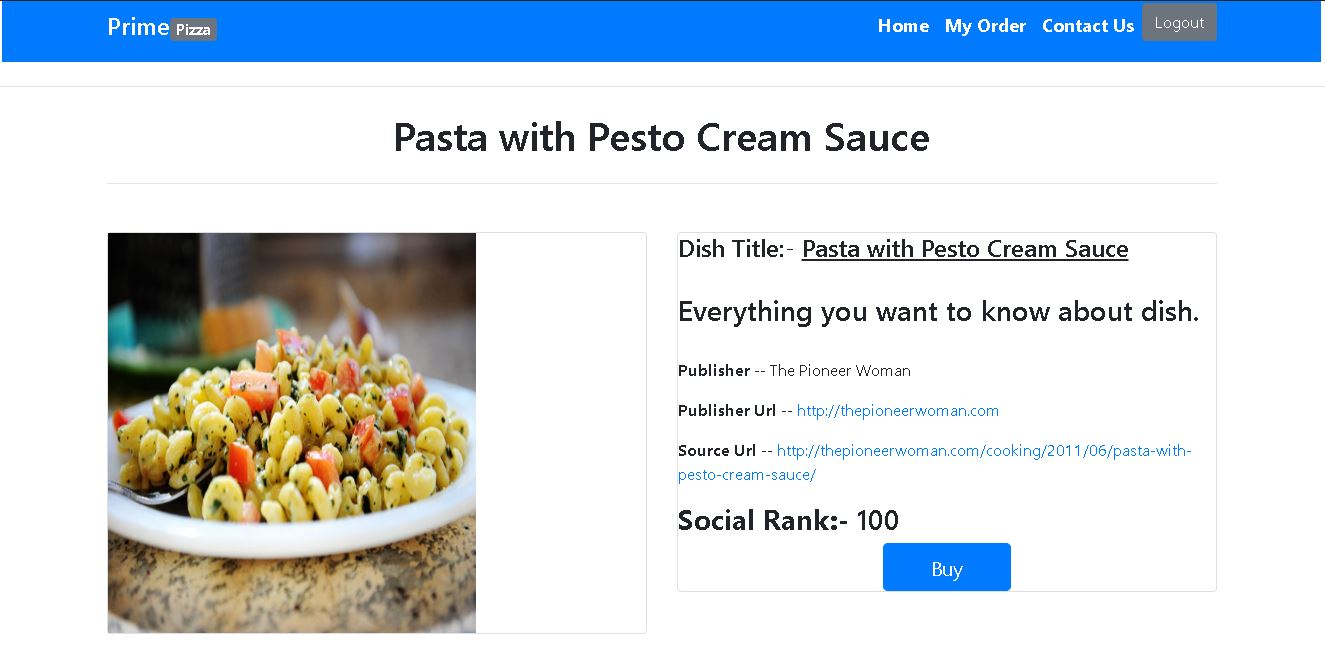 Prime Pizza Home My Order Contact Us Logout
Pasta with Pesto Cream Sauce
Dish Title:- Pasta with Pesto Cream Sauce
Everything you want to know about dish.
Publisher -- The Pioneer Woman
Publisher Url -- http://thepioneerwoman.com
Source Url -- http://thepioneerwoman.com/cooking/2011/06/pasta-with-
pesto-cream-sauce/
Social Rank:- 100
Buy